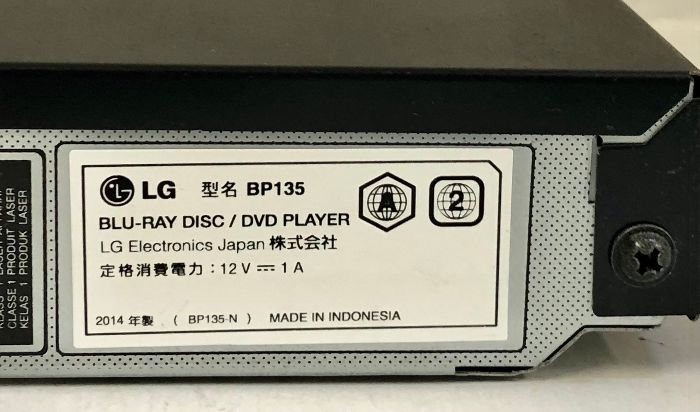 LG 型名 BP135
A 2
BLU-RAY DISC / DVD PLAYER
LG Electronics Japan 株式会社
定格消費電力：12V⎓1A
2014 年製 ( BP135-N ) MADE IN INDONESIA
CLASSE 1 PRODUIT LASER
KELAS 1 PRODUK LASER